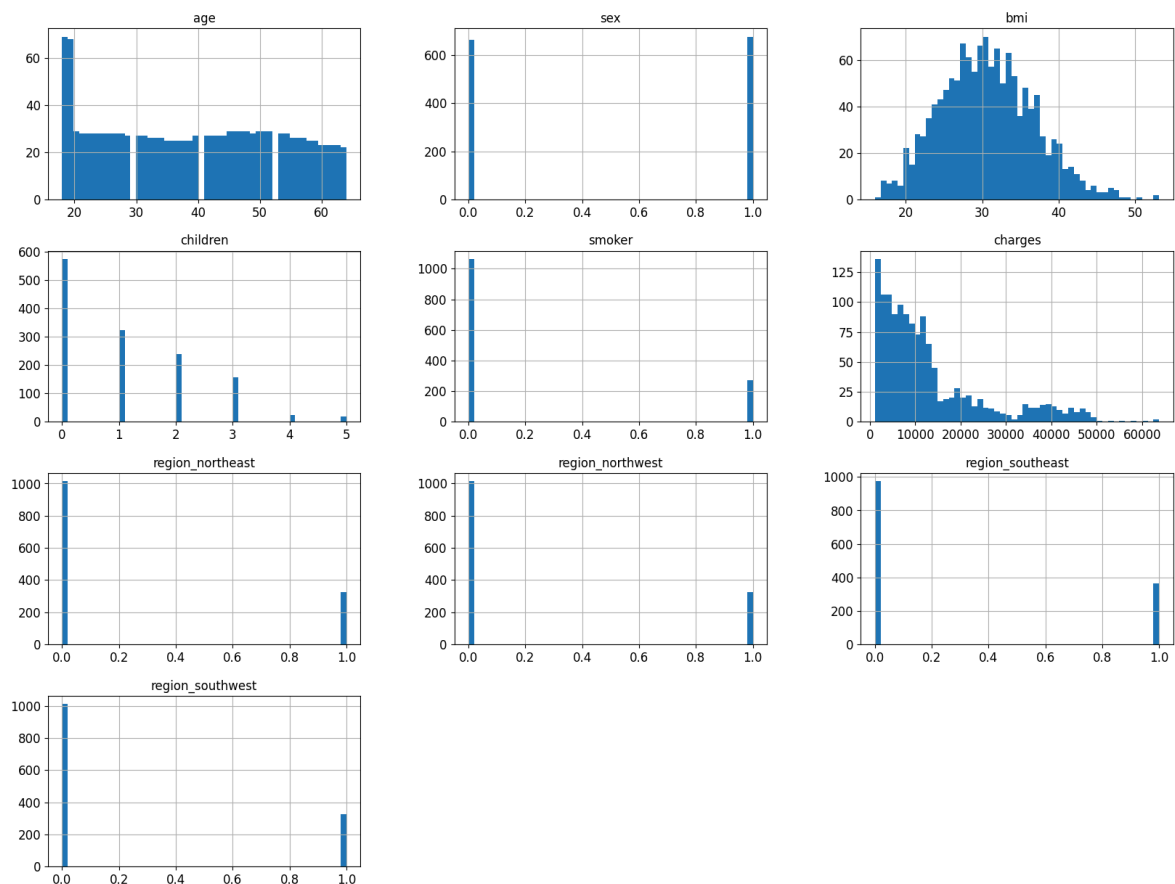 age
60
40
20
0
20 30 40 50 60
sex
600
400
200
0
0.0 0.2 0.4 0.6 0.8 1.0
bmi
60
40
20
0
20 30 40 50
children
600
500
400
300
200
100
0
0 1 2 3 4 5
smoker
1000
800
600
400
200
0
0.0 0.2 0.4 0.6 0.8 1.0
charges
125
100
75
50
25
0
0 10000 20000 30000 40000 50000 60000
region_northeast
1000
800
600
400
200
0
0.0 0.2 0.4 0.6 0.8 1.0
region_northwest
1000
800
600
400
200
0
0.0 0.2 0.4 0.6 0.8 1.0
region_southeast
1000
800
600
400
200
0
0.0 0.2 0.4 0.6 0.8 1.0
region_southwest
1000
800
600
400
200
0
0.0 0.2 0.4 0.6 0.8 1.0